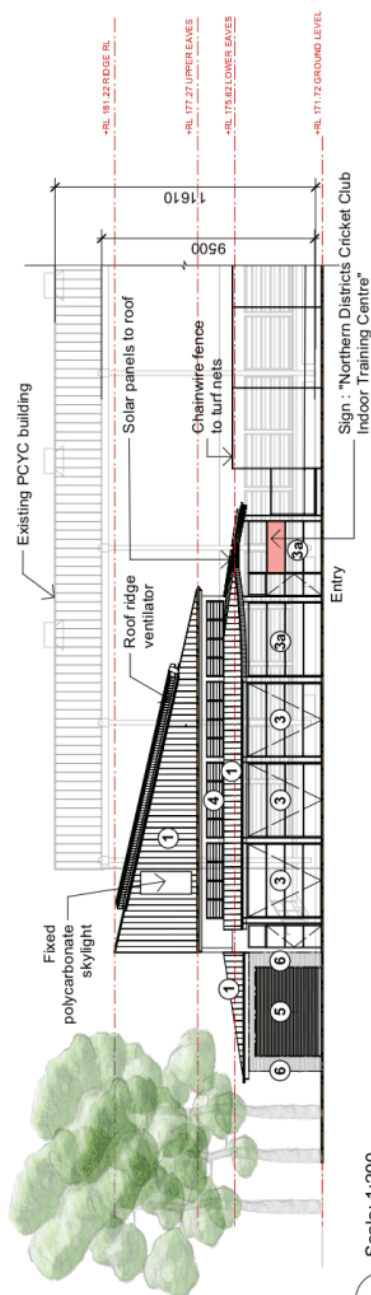 Existing PCYC building
Solar panels to roof
Roof ridge
ventilator
Fixed
polycarbonate
skylight
Chainwire fence
to turf nets
+RL 181.22 RIDGE RL
+RL 177.27 UPPER EAVES
+RL 175.62 LOWER EAVES
+RL 171.72 GROUND LEVEL
11610
9500
1
1
4
1
6
5
6
3
3
3
3a
3a
Entry
Sign : "Northern Districts Cricket Club
Indoor Training Centre"